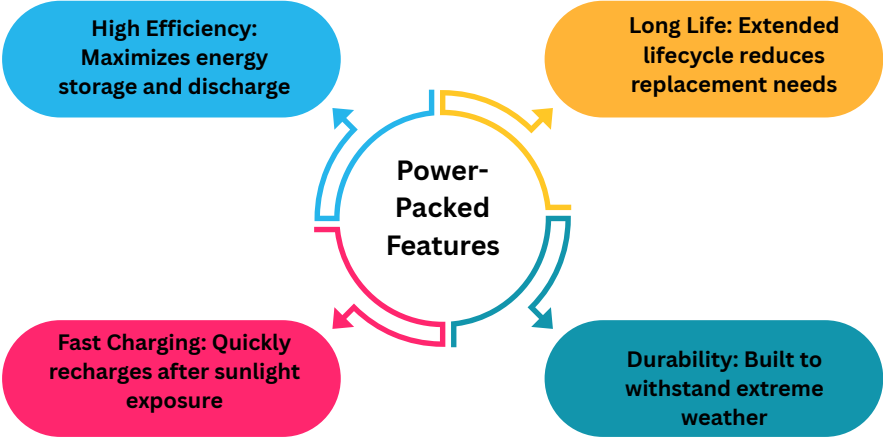 High Efficiency:
Maximizes energy
storage and discharge
Long Life: Extended
lifecycle reduces
replacement needs
Power-
Packed
Features
Fast Charging: Quickly
recharges after sunlight
exposure
Durability: Built to
withstand extreme
weather